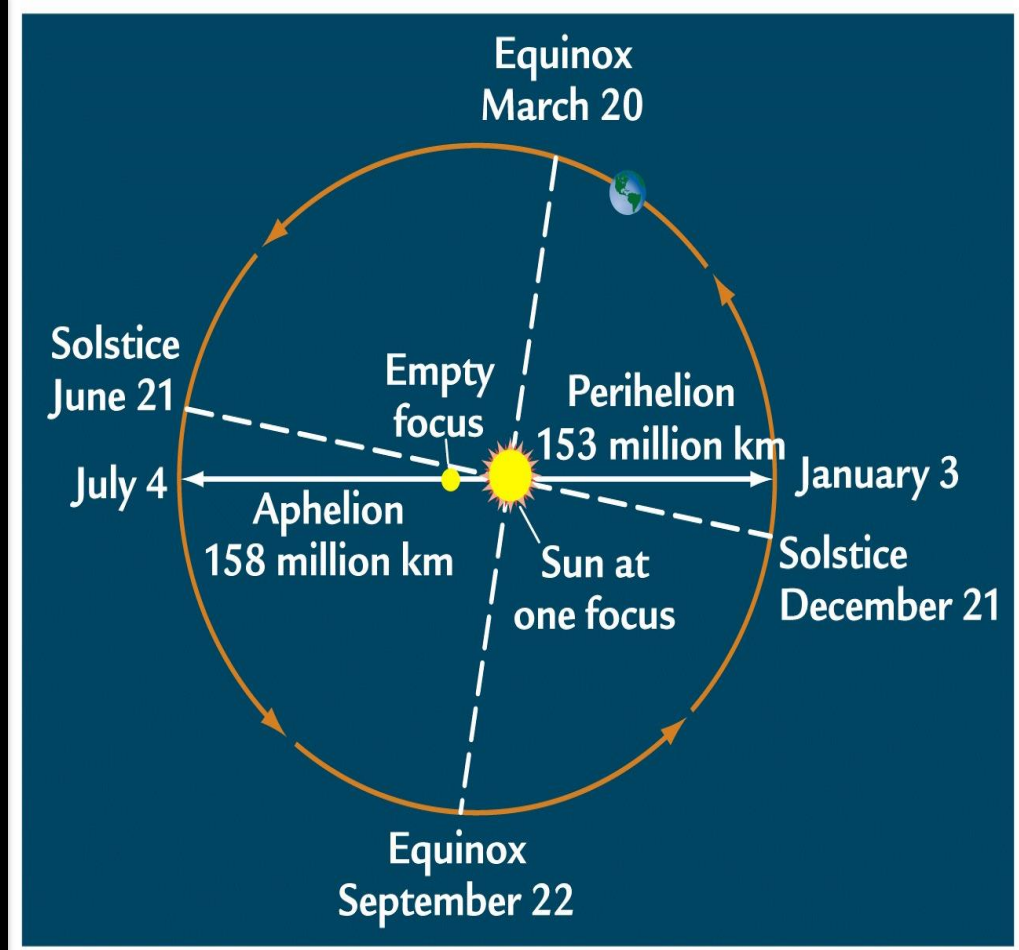 Equinox
March 20
Solstice
June 21
Empty
focus
Perihelion
153 million km
July 4
January 3
Aphelion
158 million km
Sun at
one focus
Solstice
December 21
Equinox
September 22